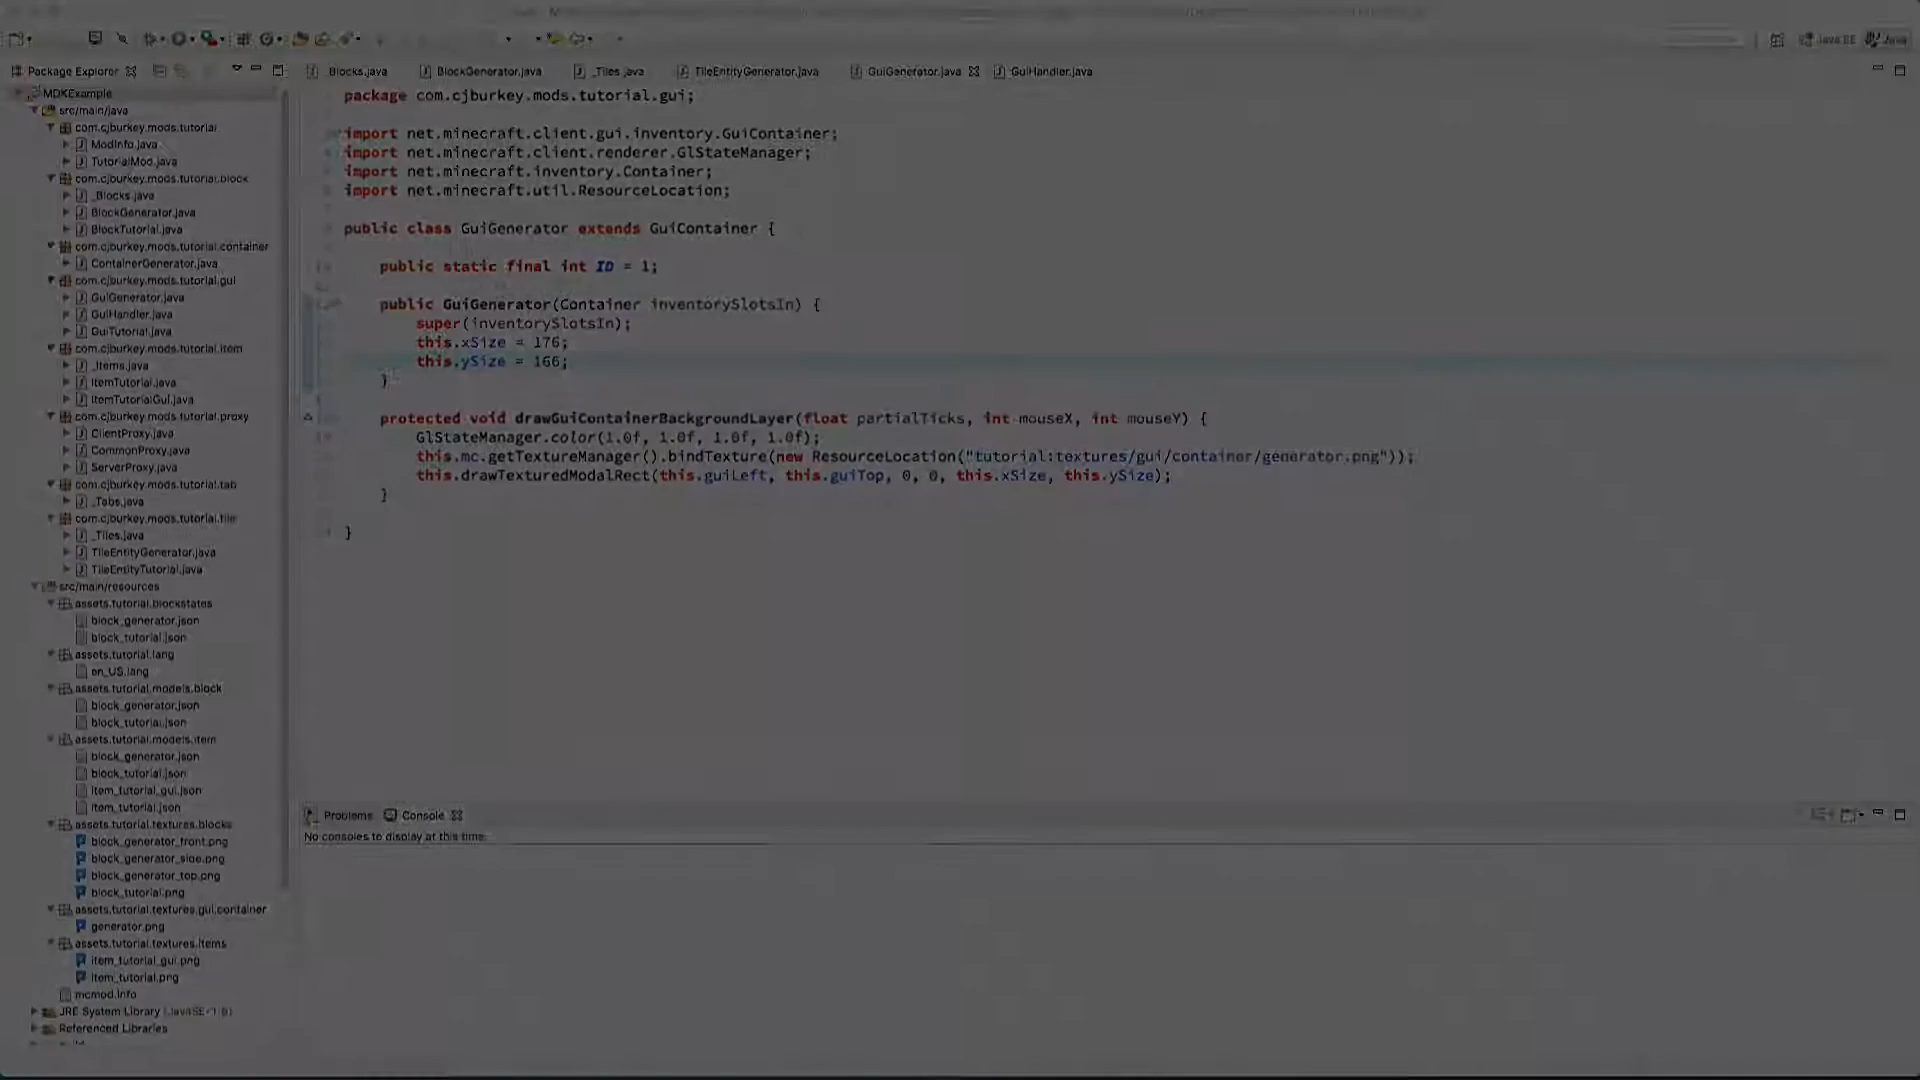 Java EE
Java
Package Explorer
_Blocks.java
BlockGenerator.java
_Tiles.java
TileEntityGenerator.java
GuiGenerator.java
GuiHandler.java
MDKExample
src/main/java
com.cjburkey.mods.tutorial
ModInfo.java
TutorialMod.java
com.cjburkey.mods.tutorial.block
_Blocks.java
BlockGenerator.java
BlockTutorial.java
com.cjburkey.mods.tutorial.container
ContainerGenerator.java
com.cjburkey.mods.tutorial.gui
GuiGenerator.java
GuiHandler.java
GuiTutorial.java
com.cjburkey.mods.tutorial.item
_Items.java
ItemTutorial.java
ItemTutorialGui.java
com.cjburkey.mods.tutorial.proxy
ClientProxy.java
CommonProxy.java
ServerProxy.java
com.cjburkey.mods.tutorial.tab
_Tabs.java
com.cjburkey.mods.tutorial.tile
_Tiles.java
TileEntityGenerator.java
TileEntityTutorial.java
src/main/resources
assets.tutorial.blockstates
block_generator.json
block_tutorial.json
assets.tutorial.lang
en_US.lang
assets.tutorial.models.block
block_generator.json
block_tutorial.json
assets.tutorial.models.item
block_generator.json
block_tutorial.json
item_tutorial_gui.json
item_tutorial.json
assets.tutorial.textures.blocks
block_generator_front.png
block_generator_side.png
block_generator_top.png
block_tutorial.png
assets.tutorial.textures.gui.container
generator.png
assets.tutorial.textures.items
item_tutorial_gui.png
item_tutorial.png
mcmod.info
JRE System Library
Referenced Libraries
package com.cjburkey.mods.tutorial.gui;
import net.minecraft.client.gui.inventory.GuiContainer;
import net.minecraft.client.renderer.GlStateManager;
import net.minecraft.inventory.Container;
import net.minecraft.util.ResourceLocation;
public class GuiGenerator extends GuiContainer {
public static final int ID = 1;
public GuiGenerator(Container inventorySlotsIn) {
super(inventorySlotsIn);
this.xSize = 176;
this.ySize = 166;
}
protected void drawGuiContainerBackgroundLayer(float partialTicks, int mouseX, int mouseY) {
GlStateManager.color(1.0f, 1.0f, 1.0f, 1.0f);
this.mc.getTextureManager().bindTexture(new ResourceLocation("tutorial:textures/gui/container/generator.png"));
this.drawTexturedModalRect(this.guiLeft, this.guiTop, 0, 0, this.xSize, this.ySize);
}
}
Problems
Console
No consoles to display at this time.